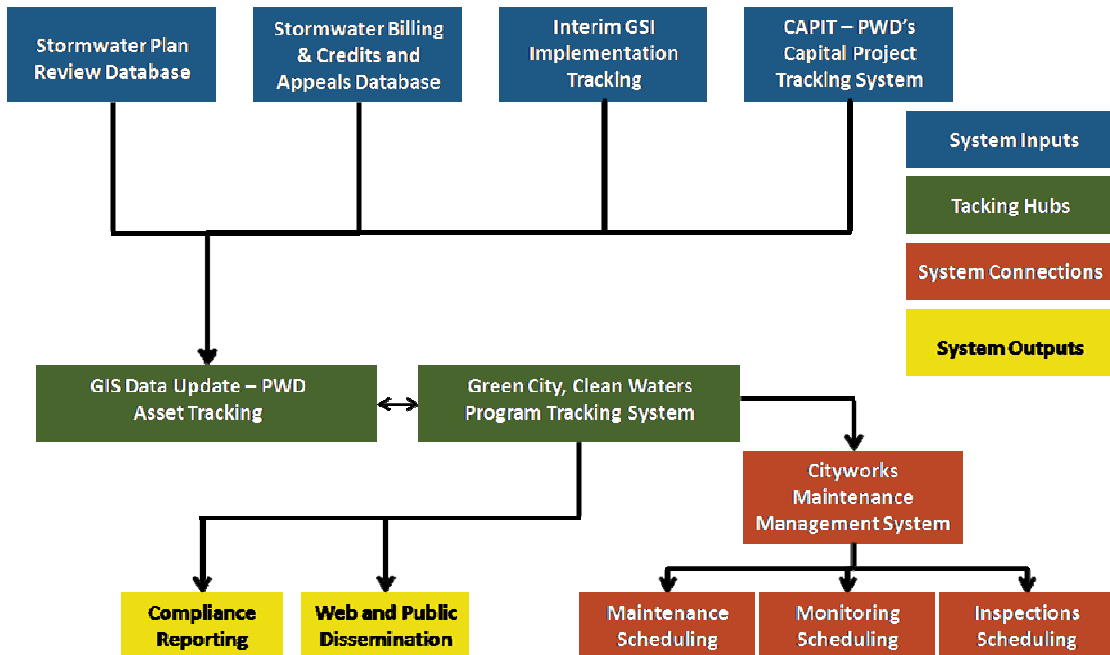 Stormwater Plan
Review Database
Stormwater Billing
& Credits and
Appeals Database
Interim GSI
Implementation
Tracking
CAPIT – PWD's
Capital Project
Tracking System
System Inputs
Tacking Hubs
System Connections
System Outputs
GIS Data Update – PWD
Asset Tracking
Green City, Clean Waters
Program Tracking System
Cityworks
Maintenance
Management System
Compliance
Reporting
Web and Public
Dissemination
Maintenance
Scheduling
Monitoring
Scheduling
Inspections
Scheduling